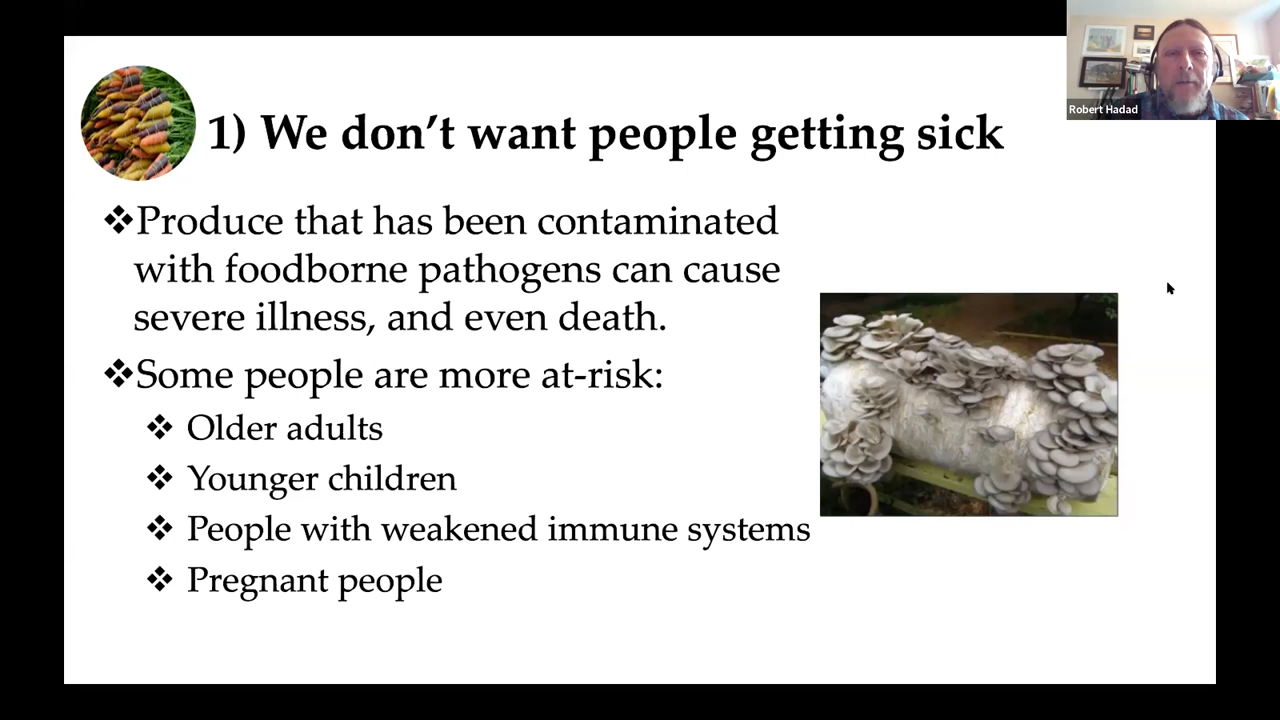 Robert Hadad
1) We don’t want people getting sick
❖Produce that has been contaminated
with foodborne pathogens can cause
severe illness, and even death.
❖Some people are more at-risk:
❖ Older adults
❖ Younger children
❖ People with weakened immune systems
❖ Pregnant people